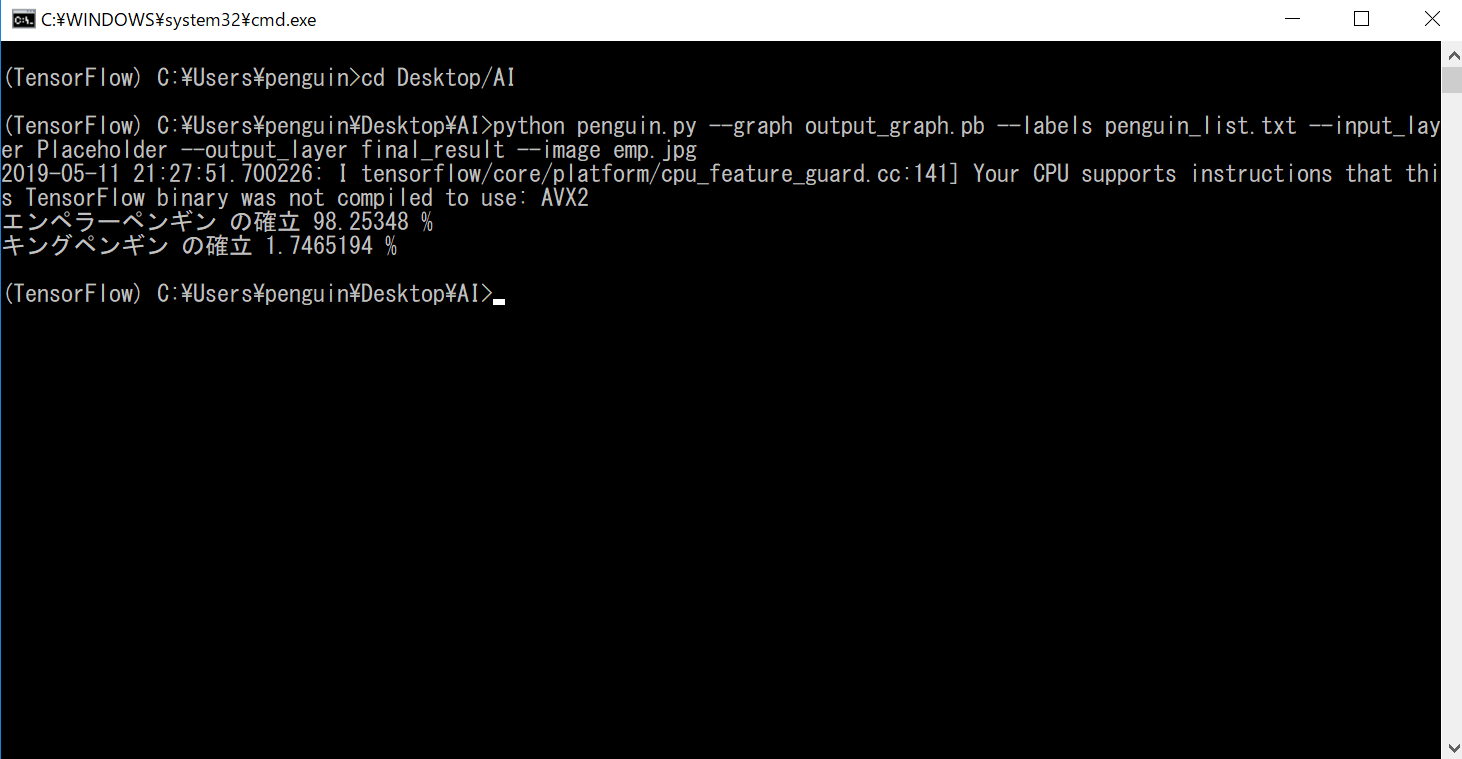 C:¥WINDOWS¥system32¥cmd.exe
(TensorFlow) C:¥Users¥penguin>cd Desktop/AI
(TensorFlow) C:¥Users¥penguin¥Desktop¥AI>python penguin.py --graph output_graph.pb --labels penguin_list.txt --input_lay
er Placeholder --output_layer final_result --image emp.jpg
2019-05-11 21:27:51.700226: I tensorflow/core/platform/cpu_feature_guard.cc:141] Your CPU supports instructions that thi
s TensorFlow binary was not compiled to use: AVX2
エンペラーペンギン の確立 98.25348 %
キングペンギン の確立 1.7465194 %
(TensorFlow) C:¥Users¥penguin¥Desktop¥AI>